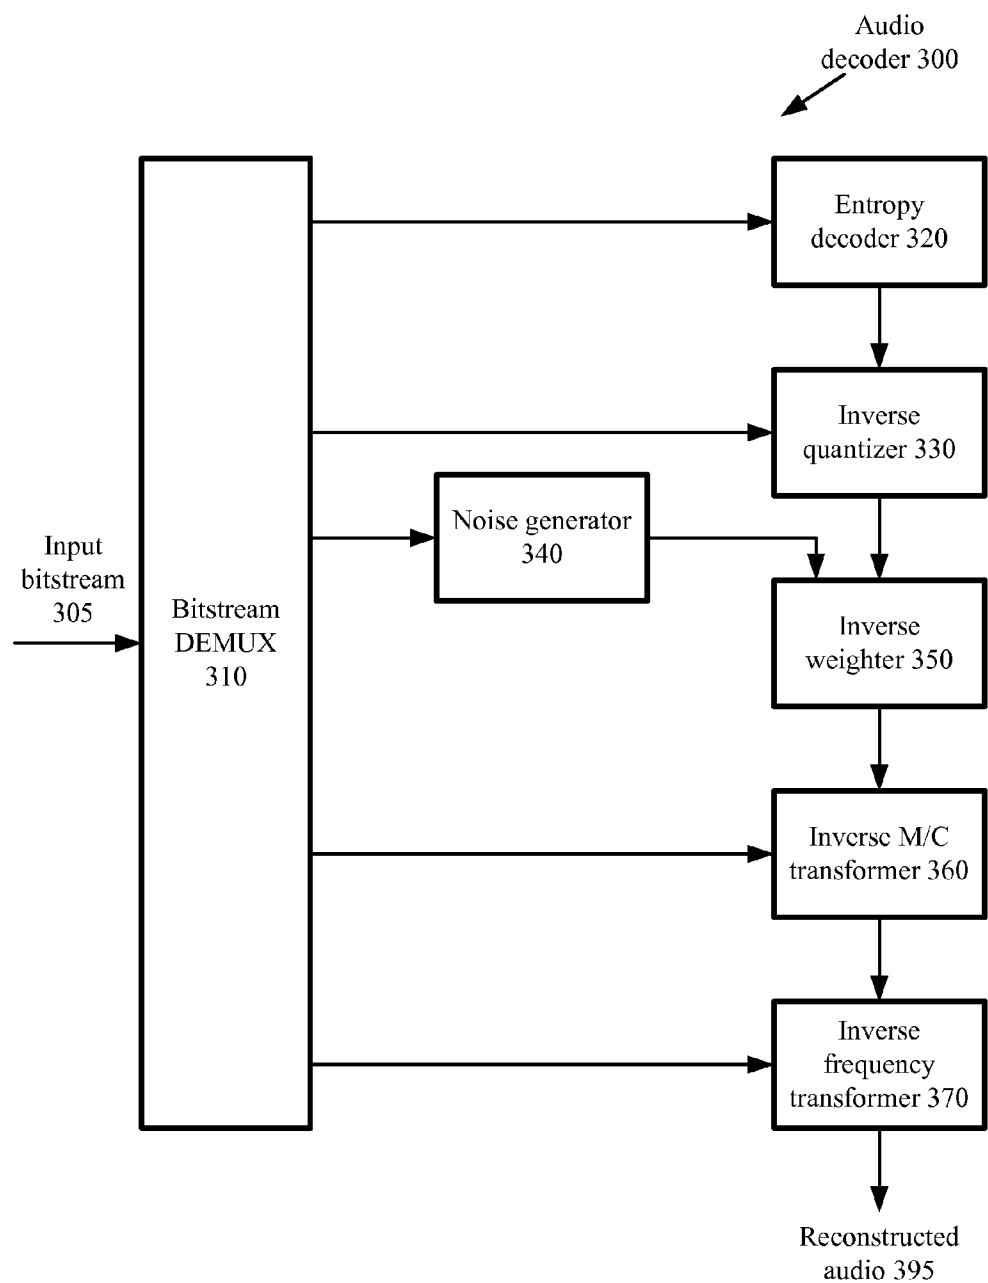 Audio
decoder 300
Entropy
decoder 320
Inverse
quantizer 330
Noise generator
340
Input
bitstream
305
Bitstream
DEMUX
310
Inverse
weighter 350
Inverse M/C
transformer 360
Inverse
frequency
transformer 370
Reconstructed
audio 395